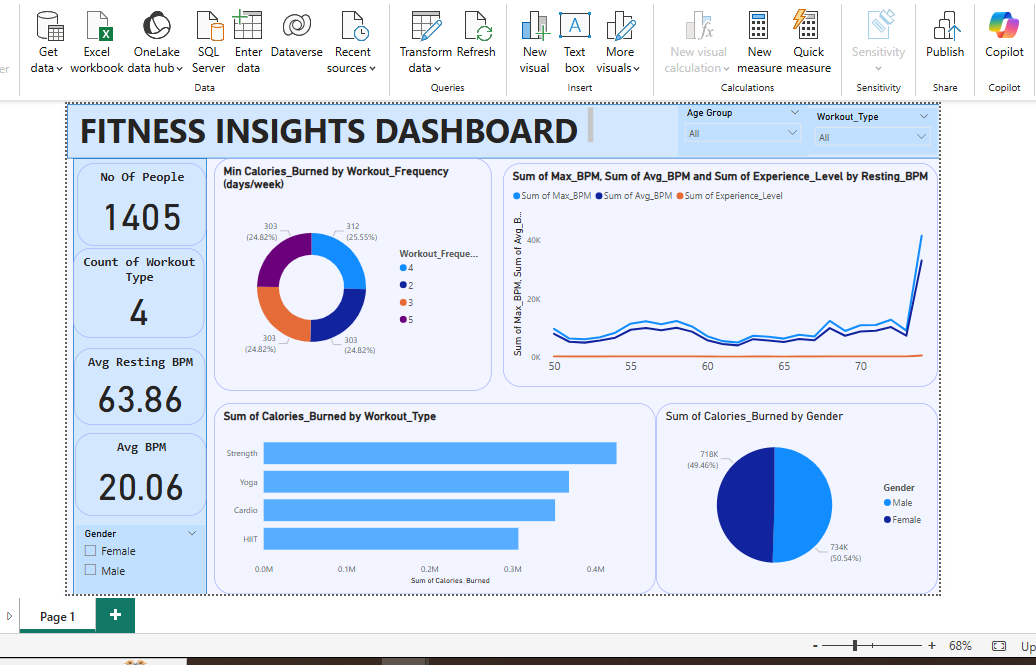 Get data
Excel workbook
OneLake data hub
SQL Server
Enter data
Dataverse
Recent sources
Transform data
Refresh
New visual
Text box
More visuals
New visual calculation
New measure
Quick measure
Sensitivity
Publish
Copilot
Data
Queries
Insert
Calculations
Sensitivity
Share
Copilot
FITNESS INSIGHTS DASHBOARD
Age Group
All
Workout_Type
All
No Of People
1405
Count of Workout
Type
4
Avg Resting BPM
63.86
Avg BPM
20.06
Gender
Female
Male
Min Calories_Burned by Workout_Frequency
(days/week)
303
(24.82%)
312
(25.55%)
303
(24.82%)
303
(24.82%)
Workout_Freque...
4
2
3
5
Sum of Max_BPM, Sum of Avg_BPM and Sum of Experience_Level by Resting_BPM
Sum of Max_BPM Sum of Avg_BPM Sum of Experience_Level
Sum of Max_BPM, Sum of Avg_B...
40K
20K
0K
50 55 60 65 70
Sum of Calories_Burned by Workout_Type
Strength
Yoga
Cardio
HIIT
0.0M 0.1M 0.2M 0.3M 0.4M
Sum of Calories_Burned
Sum of Calories_Burned by Gender
718K
(49.46%)
734K
(50.54%)
Gender
Male
Female
Page 1
+
- + 68%